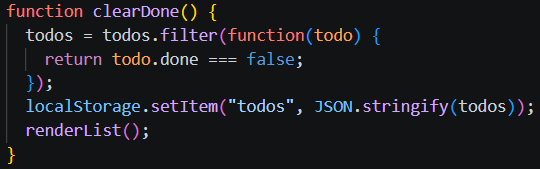 function clearDone() {
  todos = todos.filter(function(todo) {
    return todo.done === false;
  });
  localStorage.setItem("todos", JSON.stringify(todos));
  renderList();
}